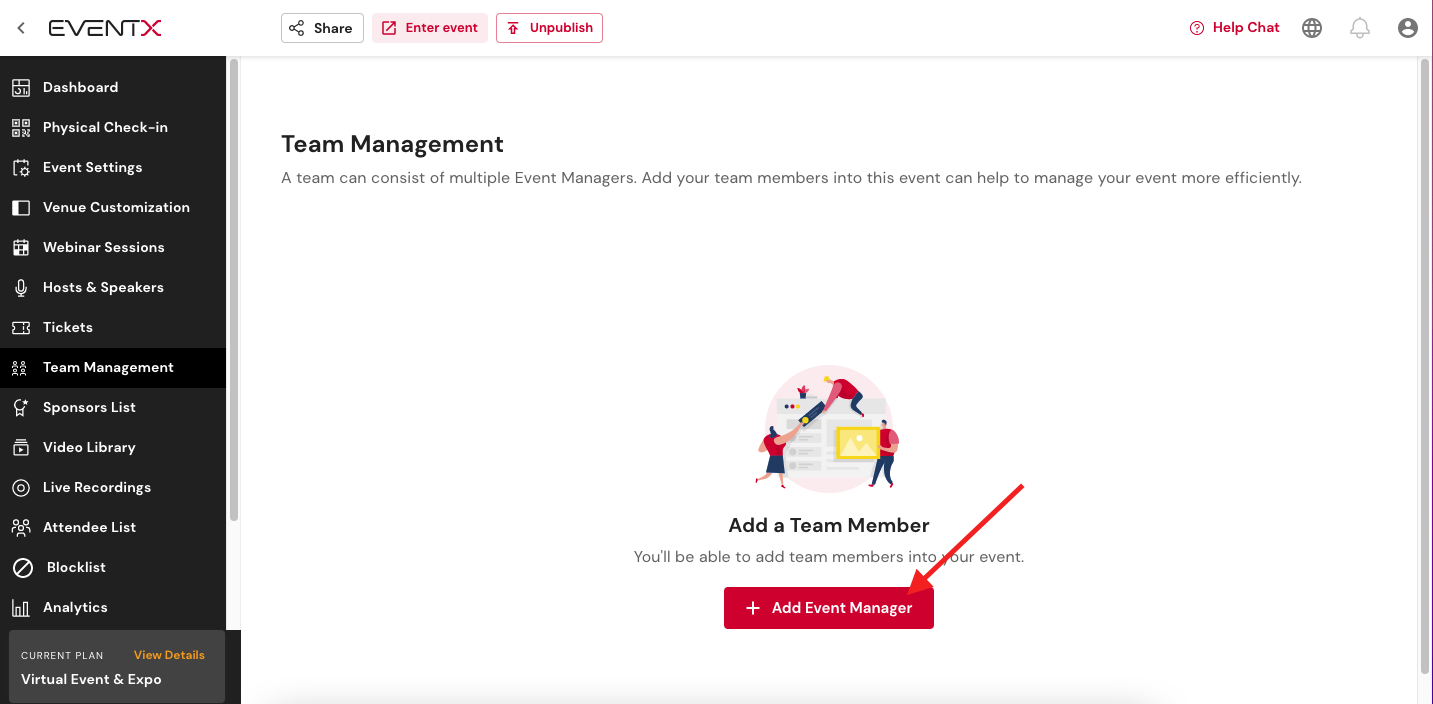 EVENTX
Share
Enter event
Unpublish
Help Chat
Dashboard
Physical Check-in
Event Settings
Venue Customization
Webinar Sessions
Hosts & Speakers
Tickets
Team Management
Sponsors List
Video Library
Live Recordings
Attendee List
Blocklist
Analytics
CURRENT PLAN
View Details
Virtual Event & Expo
Team Management
A team can consist of multiple Event Managers. Add your team members into this event can help to manage your event more efficiently.
Add a Team Member
You'll be able to add team members into your event.
Add Event Manager